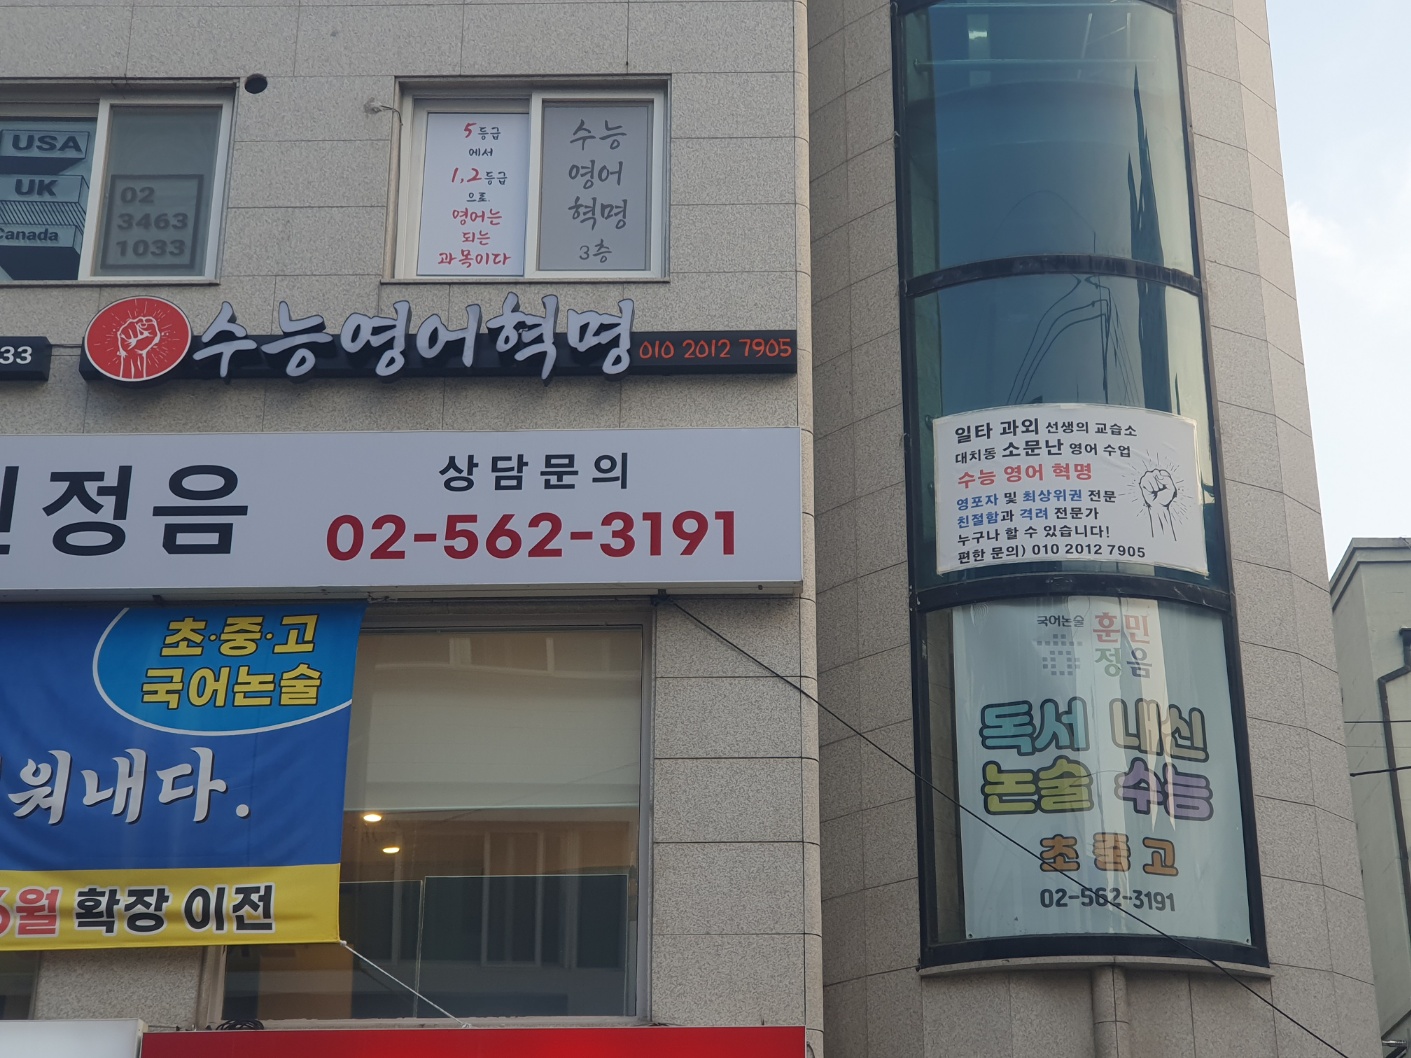 USA
UK
Canada
02
3463
1033
5등급
에서
1,2등급
으로
영어는
되는
과목이다
수능
영어
혁명
3층
33
수능영어혁명 010 2012 7905
민정음
상담문의
02-562-3191
초·중·고
국어논술
워내다.
6월 확장 이전
일타 과외 선생의 교습소
대치동 소문난 영어 수업
수능 영어 혁명
영포자 및 최상위권 전문
친절함과 격려 전문가
누구나 할 수 있습니다!
편한 문의) 010 2012 7905
국어논술 훈민
정음
독서 내신
논술 수능
초 중 고
02-562-3191